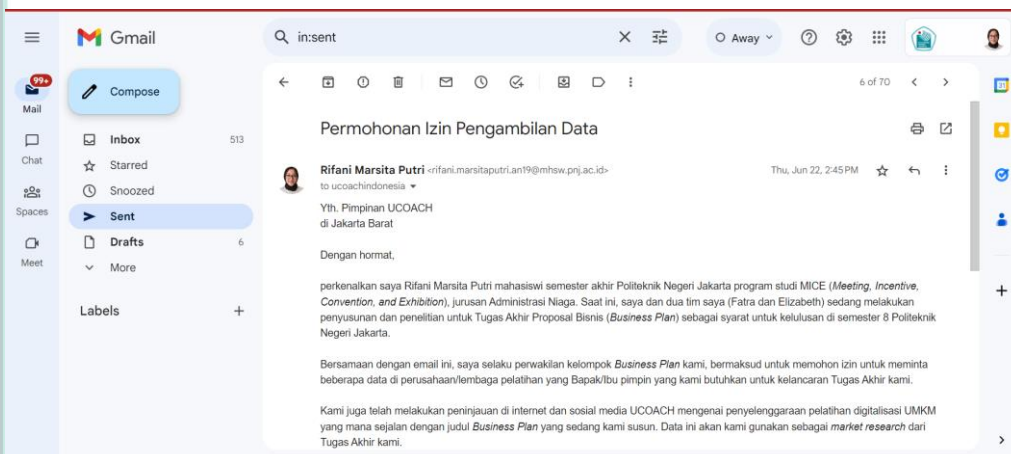 Gmail
in:sent
Away
99+
Mail
Compose
6 of 70
31
Permohonan Izin Pengambilan Data
Chat
Inbox 513
Starred
Rifani Marsita Putri <rifani.marsitaputri.an19@mhsw.pnj.ac.id> Thu, Jun 22, 2:45 PM
to ucoachindonesia
Snoozed
Spaces
Sent
Yth. Pimpinan UCOACH
di Jakarta Barat
Drafts 6
Meet
More
Dengan hormat,
Labels
perkenalkan saya Rifani Marsita Putri mahasiswi semester akhir Politeknik Negeri Jakarta program studi MICE (Meeting, Incentive,
Convention, and Exhibition), jurusan Administrasi Niaga. Saat ini, saya dan dua tim saya (Fatra dan Elizabeth) sedang melakukan
penyusunan dan penelitian untuk Tugas Akhir Proposal Bisnis (Business Plan) sebagai syarat untuk kelulusan di semester 8 Politeknik
Negeri Jakarta.
Bersamaan dengan email ini, saya selaku perwakilan kelompok Business Plan kami, bermaksud untuk memohon izin untuk meminta
beberapa data di perusahaan/lembaga pelatihan yang Bapak/Ibu pimpin yang kami butuhkan untuk kelancaran Tugas Akhir kami.
Kami juga telah melakukan peninjauan di internet dan sosial media UCOACH mengenai penyelenggaraan pelatihan digitalisasi UMKM
yang mana sejalan dengan judul Business Plan yang sedang kami susun. Data ini akan kami gunakan sebagai market research dari
Tugas Akhir kami.